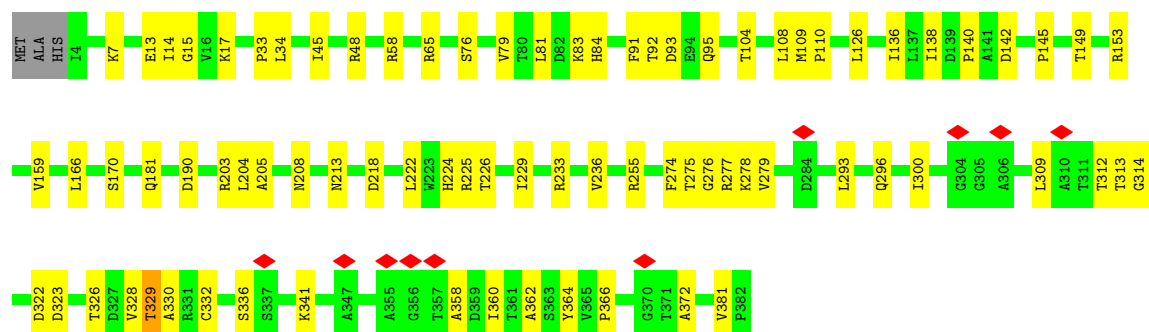 MET ALA HIS I4 K7 E13 I14 G15 V16 K17 P33 L34 I45 R48 R58 R65 S76 V79 T80 L81 D82 K83 H84 F91 T92 D93 E94 Q95 T104 L108 M109 P110 L126 I136 L137 I138 D139 P140 A141 D142 P145 T149 R153
V159 L166 S170 Q181 D190 R203 L204 A205 N208 N213 D218 L222 W223 H224 R225 T226 I229 R233 V236 R255 F274 T275 G276 R277 K278 V279 D284 L293 Q296 I300 G304 G305 A306 L309 A310 T311 T312 T313 G314
D322 D323 T326 D327 V328 T329 A330 R331 C332 S336 S337 K341 A347 A355 G356 T357 A358 D359 I360 T361 A362 S363 Y364 V365 P366 G370 T371 A372 V381 P382